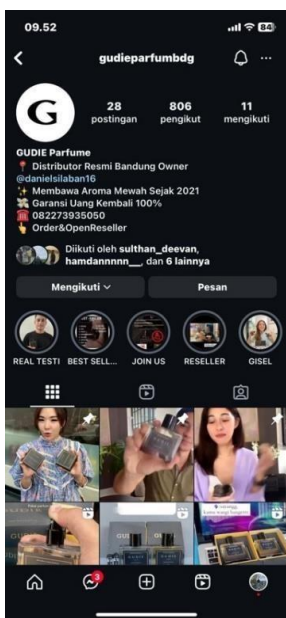 09.52
84
gudieparfumbdg
G
28 806 11
postingan pengikut mengikuti
GUDIE Parfume
📍 Distributor Resmi Bandung Owner
@danielsilaban16
✨ Membawa Aroma Mewah Sejak 2021
💸 Garansi Uang Kembali 100%
☎️ 082273935050
👆 Order&OpenReseller
Diikuti oleh sulthan_deevan,
hamdannnnn__, dan 6 lainnya
Mengikuti Pesan
REAL TESTI BEST SELL... JOIN US RESELLER GISEL
3